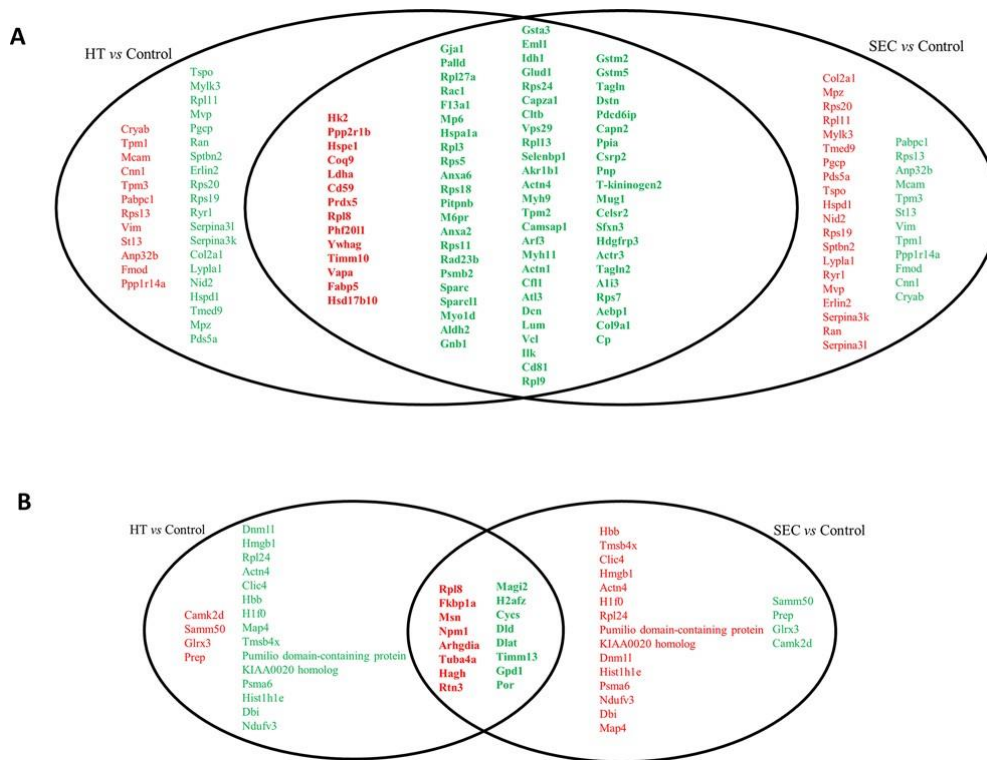 A
HT vs Control
SEC vs Control
Cryab
Tpm1
Mcam
Cnn1
Tpm3
Pabpc1
Rps13
Vim
St13
Anp32b
Fmod
Ppp1r14a
Tspo
Mylk3
Rpl11
Mvp
Pgcp
Ran
Sptbn2
Erlin2
Rps20
Rps19
Ryr1
Serpina3l
Serpina3k
Col2a1
Lypla1
Nid2
Hspd1
Tmed9
Mpz
Pds5a
Hk2
Ppp2r1b
Hspe1
Coq9
Ldha
Cd59
Prdx5
Rpl8
Phf20l1
Ywhag
Timm10
Vapa
Fabp5
Hsd17b10
Gja1
Palld
Rpl27a
Rac1
F13a1
Mp6
Hspa1a
Rpl3
Rps5
Anxa6
Rps18
Pitpnb
M6pr
Anxa2
Rps11
Rad23b
Psmb2
Sparc
Sparcl1
Myo1d
Aldh2
Gnb1
Gsta3
Eml1
Idh1
Glud1
Rps24
Capza1
Cltb
Vps29
Rpl13
Selenbp1
Akr1b1
Actn4
Myh9
Tpm2
Camsap1
Arf3
Myh11
Actn1
Cfl1
Atl3
Dcn
Lum
Vcl
Ilk
Cd81
Rpl9
Gstm2
Gstm5
Tagln
Dstn
Pdcd6ip
Capn2
Ppia
Csrp2
Pnp
T-kininogen2
Mug1
Celsr2
Sfxn3
Hdgfrp3
Actr3
Tagln2
A1i3
Rps7
Aebp1
Col9a1
Cp
Col2a1
Mpz
Rps20
Rpl11
Mylk3
Tmed9
Pgcp
Pds5a
Tspo
Hspd1
Nid2
Rps19
Sptbn2
Lypla1
Ryr1
Mvp
Erlin2
Serpina3k
Ran
Serpina3l
Pabpc1
Rps13
Anp32b
Mcam
Tpm3
St13
Vim
Tpm1
Ppp1r14a
Fmod
Cnn1
Cryab
B
HT vs Control
SEC vs Control
Camk2d
Samm50
Glrx3
Prep
Dnm1l
Hmgb1
Rpl24
Actn4
Clic4
Hbb
H1f0
Map4
Tmsb4x
Pumilio domain-containing protein
KIAA0020 homolog
Psma6
Hist1h1e
Dbi
Ndufv3
Rpl8
Fkbp1a
Msn
Npm1
Arhgdia
Tuba4a
Hagh
Rtn3
Magi2
H2afz
Cycs
Dld
Dlat
Timm13
Gpd1
Por
Hbb
Tmsb4x
Clic4
Hmgb1
Actn4
H1f0
Rpl24
Pumilio domain-containing protein
KIAA0020 homolog
Dnm1l
Hist1h1e
Psma6
Ndufv3
Dbi
Map4
Samm50
Prep
Glrx3
Camk2d